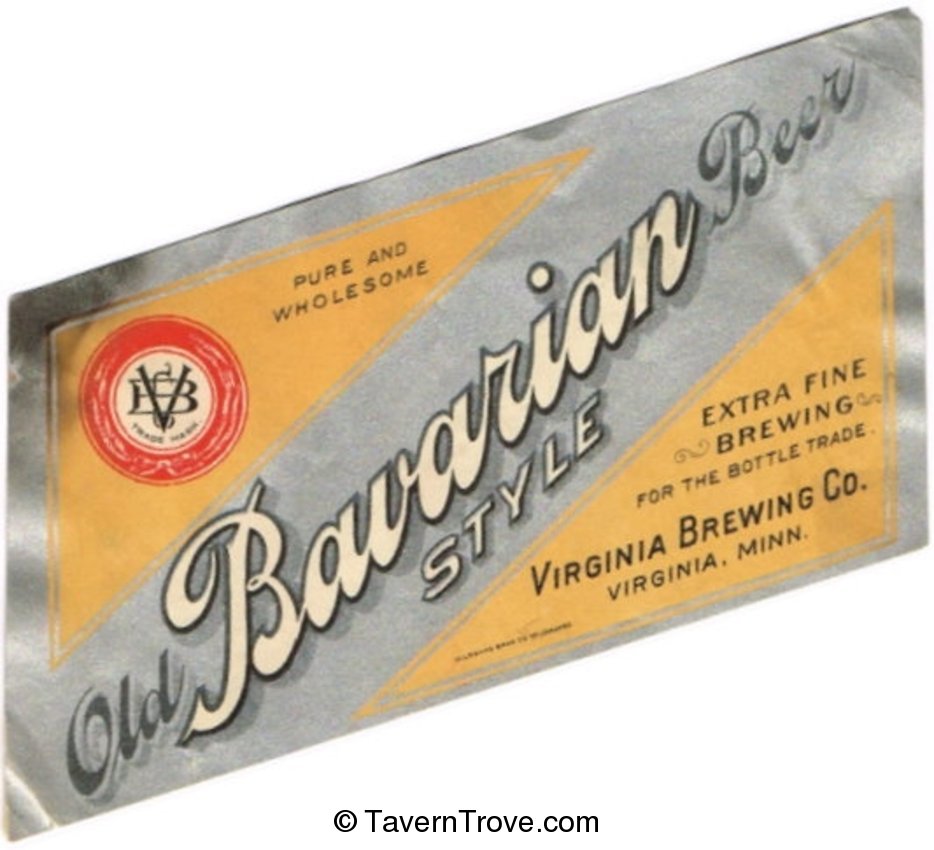 PURE AND
WHOLESOME
VBC
TRADE MARK.
Old Bavarian Beer
STYLE
EXTRA FINE
BREWING
FOR THE BOTTLE TRADE.
VIRGINIA BREWING CO.
VIRGINIA, MINN.
© TavernTrove.com